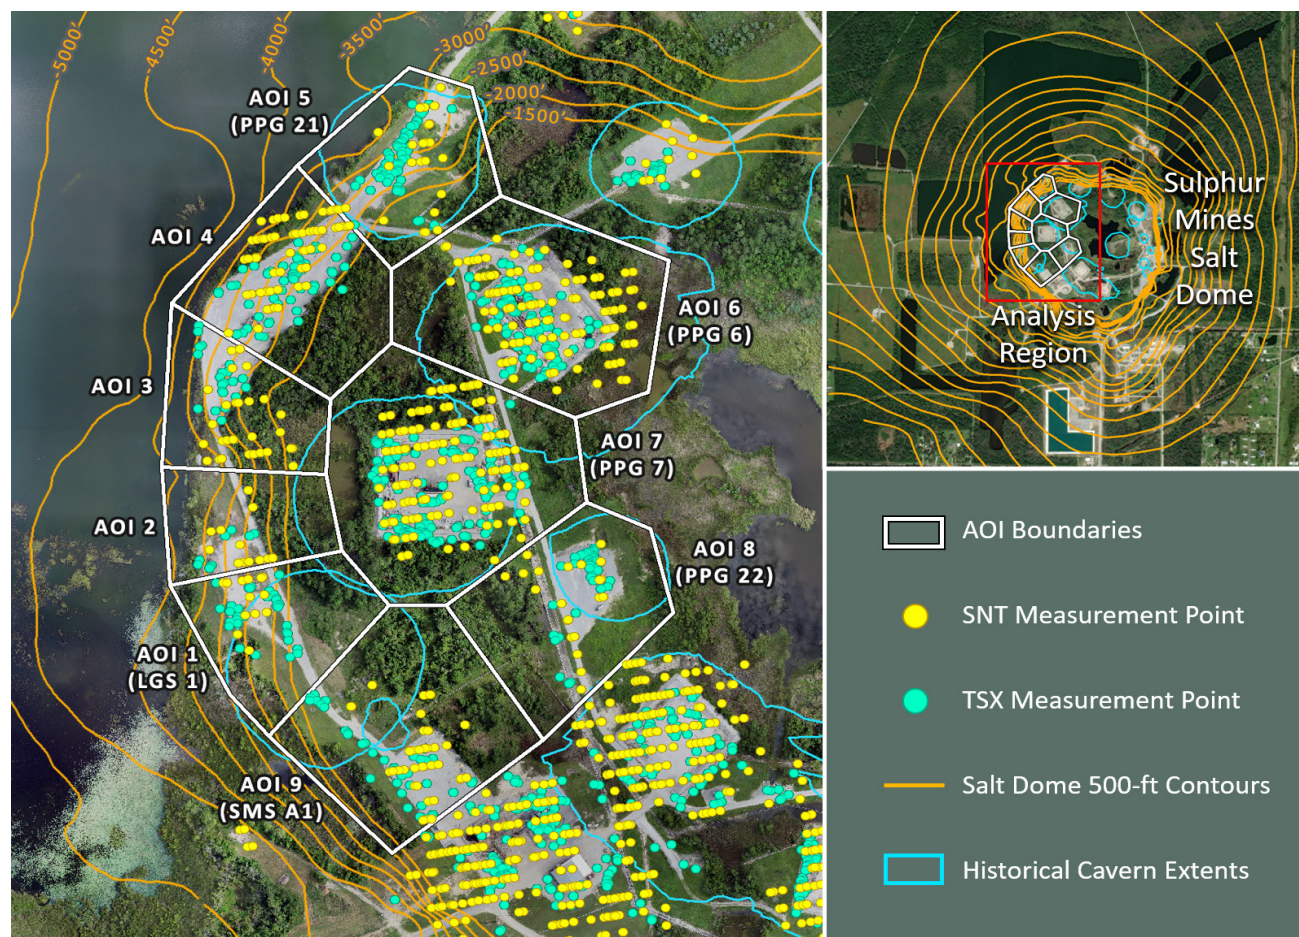 -5000'
-4500'
-4000'
-3500'
-3000'
-2500'
-2000'
-1500'
AOI 5
(PPG 21)
AOI 4
AOI 3
AOI 2
AOI 1
(LGS 1)
AOI 9
(SMS A1)
AOI 6
(PPG 6)
AOI 7
(PPG 7)
AOI 8
(PPG 22)
Sulphur
Mines
Salt
Dome
Analysis
Region
AOI Boundaries
SNT Measurement Point
TSX Measurement Point
Salt Dome 500-ft Contours
Historical Cavern Extents